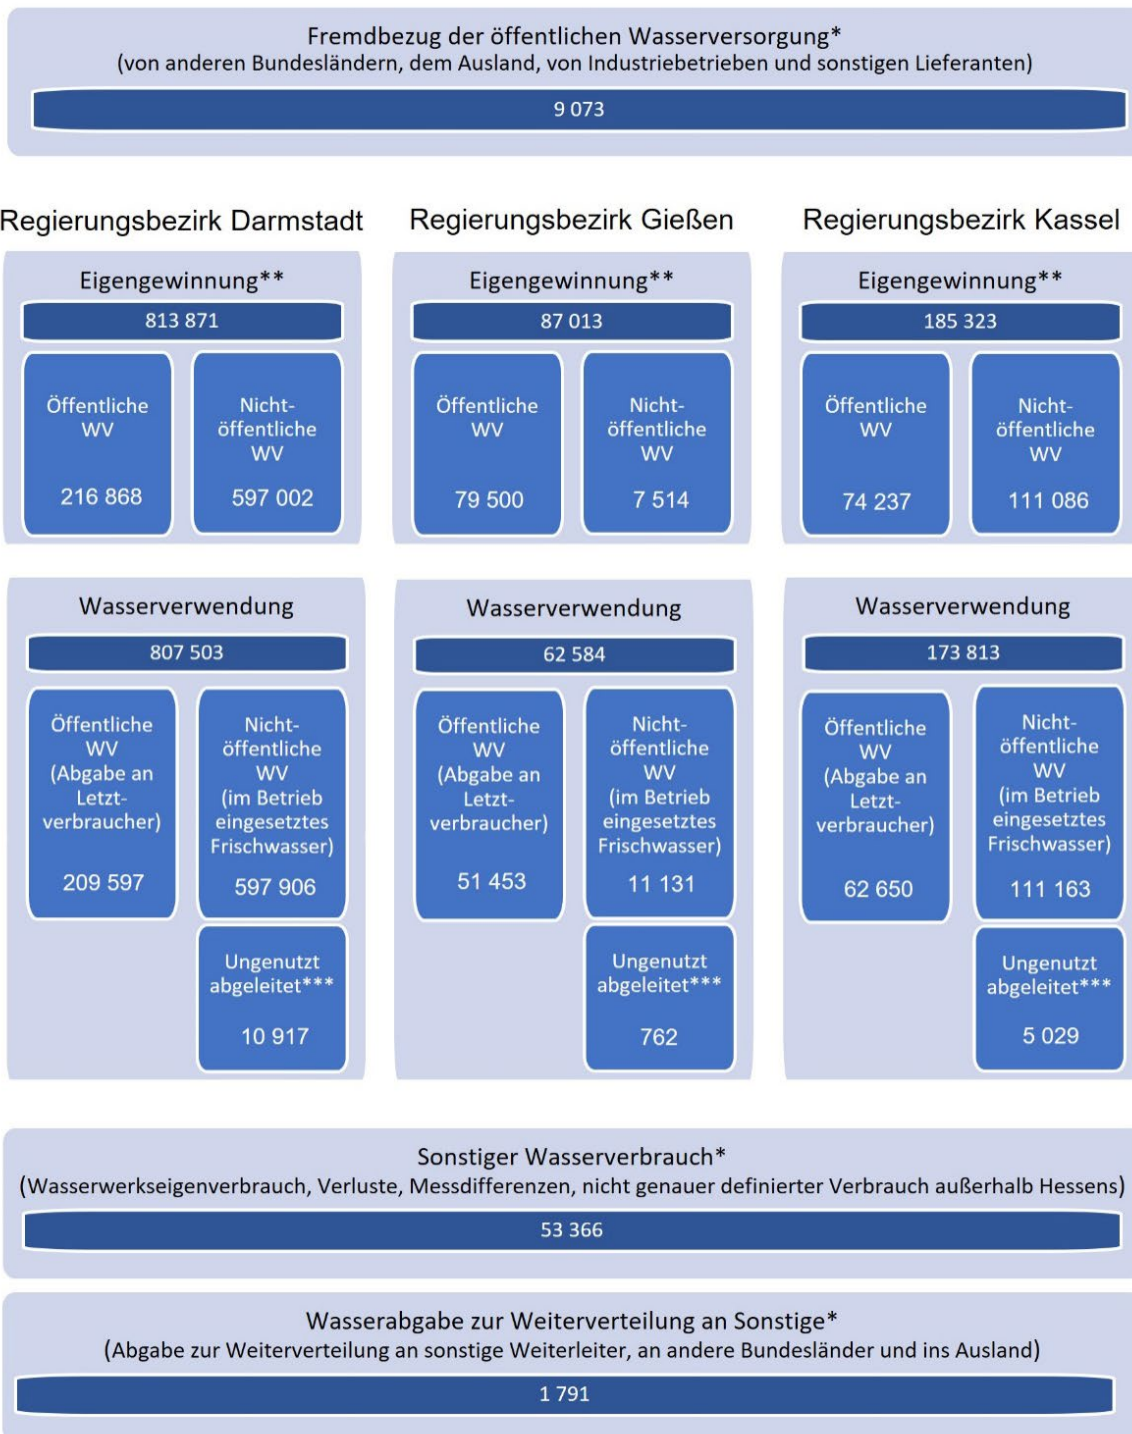 Fremdbezug der öffentlichen Wasserversorgung*
(von anderen Bundesländern, dem Ausland, von Industriebetrieben und sonstigen Lieferanten)
9 073
Regierungsbezirk Darmstadt
Eigengewinnung**
813 871
Öffentliche
WV
216 868
Nicht-
öffentliche
WV
597 002
Wasserverwendung
807 503
Öffentliche
WV
(Abgabe an
Letzt-
verbraucher)
209 597
Nicht-
öffentliche
WV
(im Betrieb
eingesetztes
Frischwasser)
597 906
Ungenutzt
abgeleitet***
10 917
Regierungsbezirk Gießen
Eigengewinnung**
87 013
Öffentliche
WV
79 500
Nicht-
öffentliche
WV
7 514
Wasserverwendung
62 584
Öffentliche
WV
(Abgabe an
Letzt-
verbraucher)
51 453
Nicht-
öffentliche
WV
(im Betrieb
eingesetztes
Frischwasser)
11 131
Ungenutzt
abgeleitet***
762
Regierungsbezirk Kassel
Eigengewinnung**
185 323
Öffentliche
WV
74 237
Nicht-
öffentliche
WV
111 086
Wasserverwendung
173 813
Öffentliche
WV
(Abgabe an
Letzt-
verbraucher)
62 650
Nicht-
öffentliche
WV
(im Betrieb
eingesetztes
Frischwasser)
111 163
Ungenutzt
abgeleitet***
5 029
Sonstiger Wasserverbrauch*
(Wasserwerkseigenverbrauch, Verluste, Messdifferenzen, nicht genauer definierter Verbrauch außerhalb Hessens)
53 366
Wasserabgabe zur Weiterverteilung an Sonstige*
(Abgabe zur Weiterverteilung an sonstige Weiterleiter, an andere Bundesländer und ins Ausland)
1 791